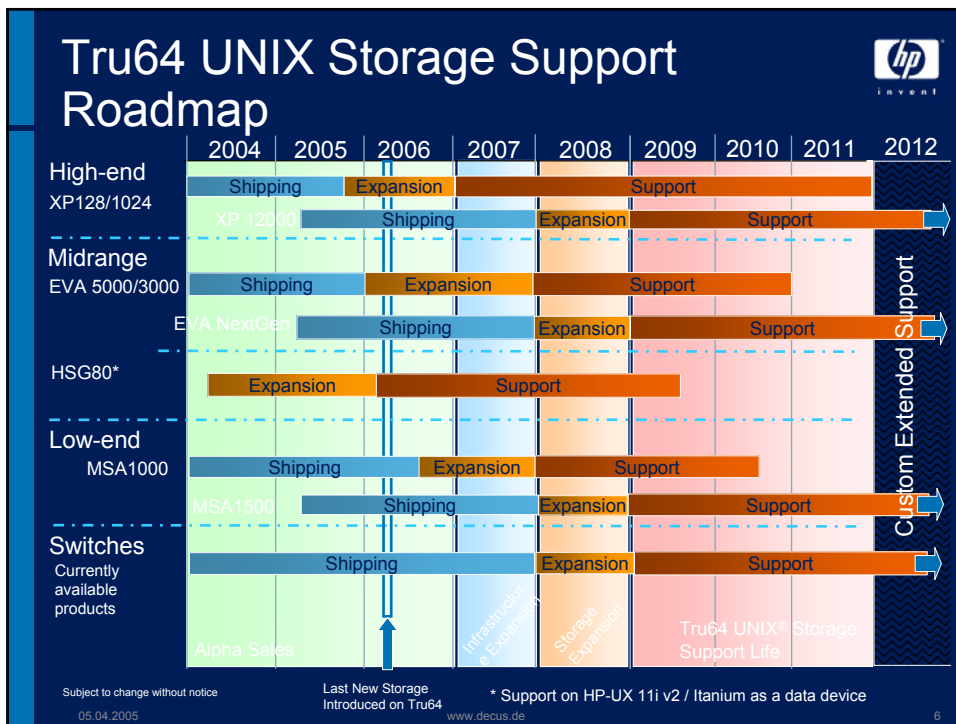 Tru64 UNIX Storage Support
Roadmap
hp
invent
2004 2005 2006 2007 2008 2009 2010 2011 2012
High-end
XP128/1024
Shipping Expansion Support
XP 12000
Shipping Expansion Support
Midrange
EVA 5000/3000
Shipping Expansion Support
EVA NextGen
Shipping Expansion Support
HSG80*
Expansion Support
Low-end
MSA1000
Shipping Expansion Support
MSA1500
Shipping Expansion Support
Switches
Currently
available
products
Shipping Expansion Support
Custom Extended Support
Alpha Sales
Infrastructur
e Expansion
Storage
Expansion
Tru64 UNIX® Storage
Support Life
Subject to change without notice
Last New Storage
Introduced on Tru64
* Support on HP-UX 11i v2 / Itanium as a data device
05.04.2005 www.decus.de 6